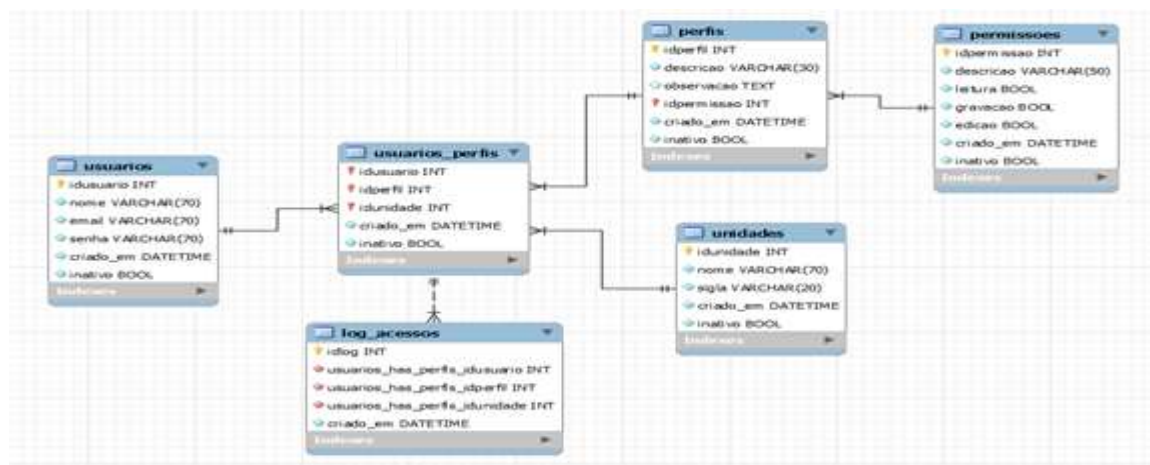 usuarios
idusuario INT
nome VARCHAR(70)
email VARCHAR(70)
senha VARCHAR(70)
criado_em DATETIME
inativo BOOL
Indexes
usuarios_perfis
idusuario INT
idperfil INT
idunidade INT
criado_em DATETIME
inativo BOOL
Indexes
log_acessos
idlog INT
usuarios_has_perfis_idusuario INT
usuarios_has_perfis_idperfil INT
usuarios_has_perfis_idunidade INT
criado_em DATETIME
Indexes
perfis
idperfil INT
descricao VARCHAR(30)
observacao TEXT
idpermissao INT
criado_em DATETIME
inativo BOOL
Indexes
permissoes
idpermissao INT
descricao VARCHAR(50)
leitura BOOL
gravacao BOOL
edicao BOOL
criado_em DATETIME
inativo BOOL
Indexes
unidades
idunidade INT
nome VARCHAR(70)
sigla VARCHAR(20)
criado_em DATETIME
inativo BOOL
Indexes